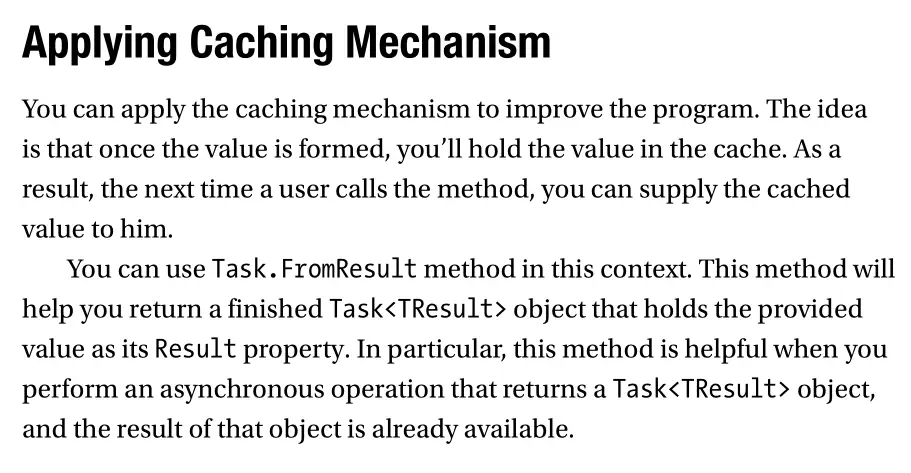 Applying Caching Mechanism
You can apply the caching mechanism to improve the program. The idea
is that once the value is formed, you’ll hold the value in the cache. As a
result, the next time a user calls the method, you can supply the cached
value to him.
You can use Task.FromResult method in this context. This method will
help you return a finished Task<TResult> object that holds the provided
value as its Result property. In particular, this method is helpful when you
perform an asynchronous operation that returns a Task<TResult> object,
and the result of that object is already available.